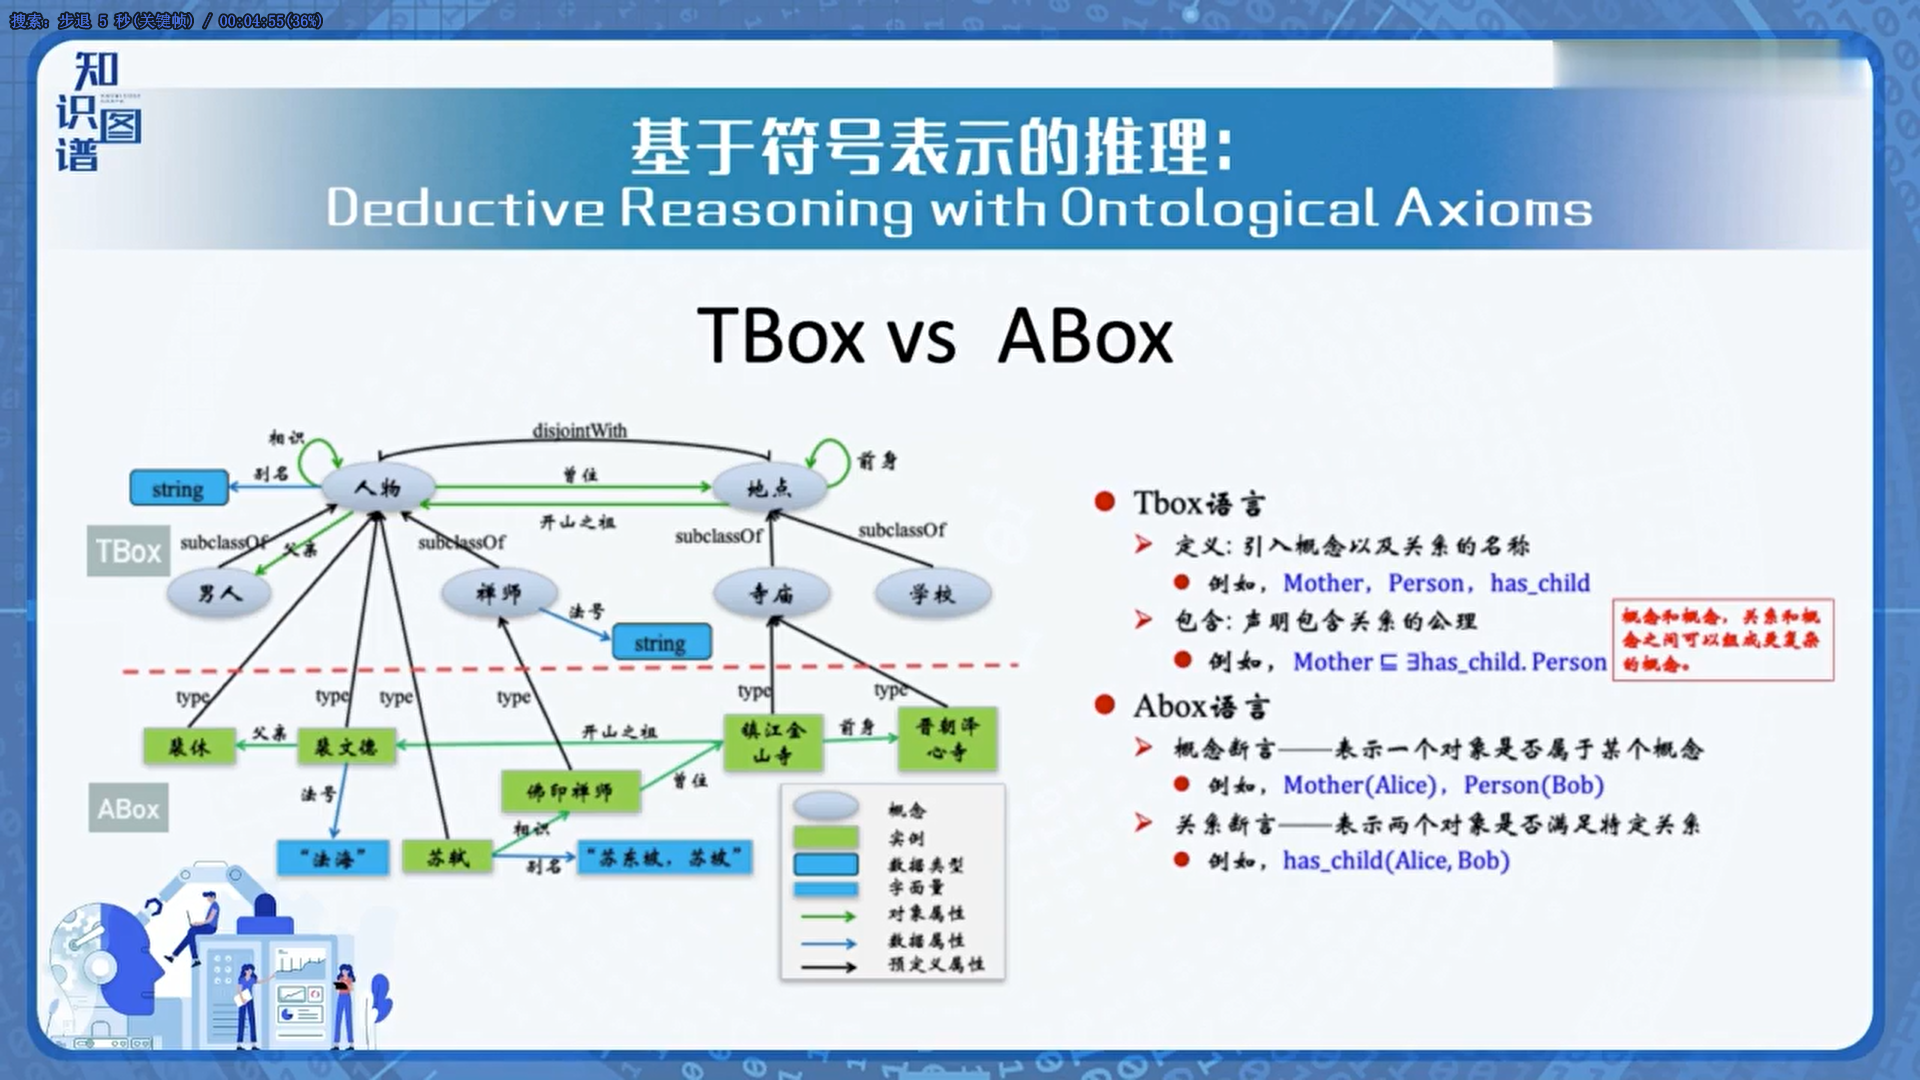 搜索: 步退 5 秒(关键帧) / 00:04:55(36%)
知
识图
谱
基于符号表示的推理:
Deductive Reasoning with Ontological Axioms
TBox vs ABox
disjointWith
相识
别名
string
人物
曾住
地点
前身
开山之祖
TBox
subclassOf
父亲
subclassOf
subclassOf
subclassOf
男人
禅师
法号
string
寺庙
学校
type
type
type
type
type
type
裴休
父亲
裴文德
开山之祖
镇江金
山寺
前身
晋朝泽
心寺
ABox
法号
佛印禅师
曾住
相识
“法海”
苏轼
别名
“苏东坡，苏坡”
概念
实例
数据类型
字面量
对象属性
数据属性
预定义属性
Tbox语言
定义: 引入概念以及关系的名称
例如，Mother，Person，has_child
包含: 声明包含关系的公理
例如，Mother ⊑ ∃has_child. Person
概念和概念，关系和概
念之间可以组成更复杂
的概念。
Abox语言
概念断言——表示一个对象是否属于某个概念
例如，Mother(Alice)，Person(Bob)
关系断言——表示两个对象是否满足特定关系
例如，has_child(Alice, Bob)